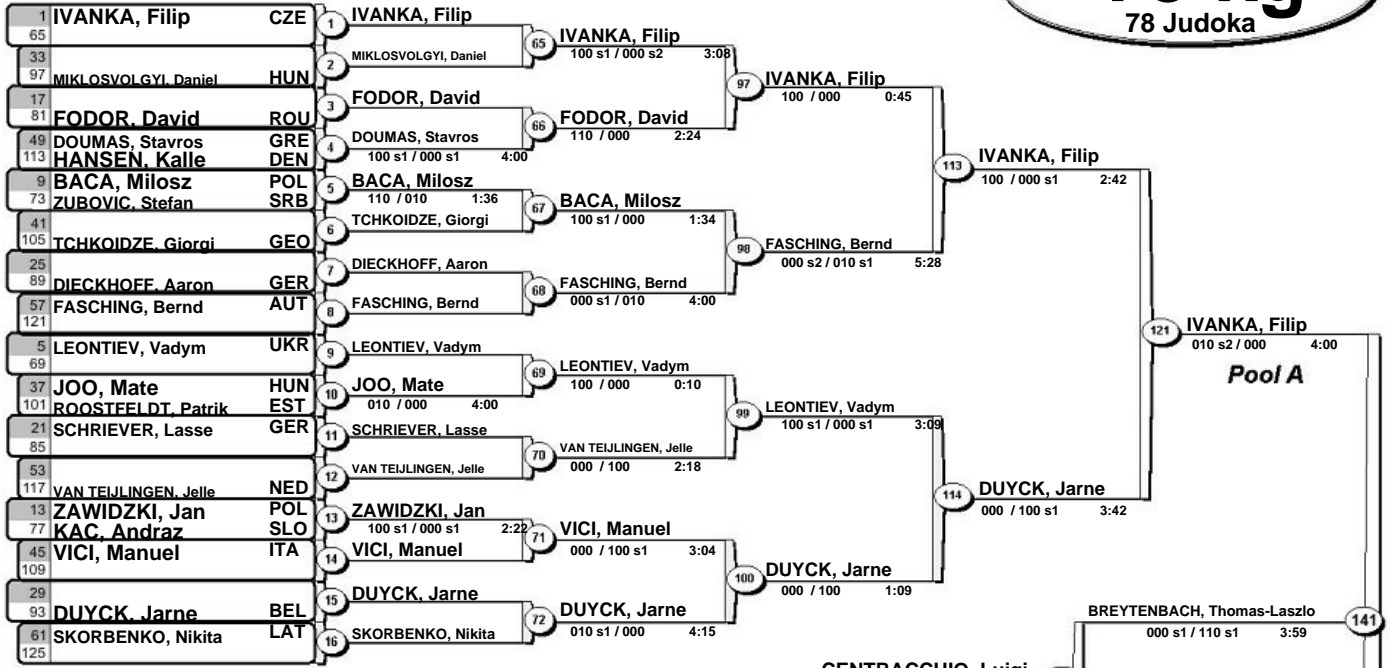 78 Judoka
1 IVANKA, Filip CZE
65
33
97 MIKLOSVOLGYI, Daniel HUN
17
81 FODOR, David ROU
49 DOUMAS, Stavros GRE
113 HANSEN, Kalle DEN
9 BACA, Milosz POL
73 ZUBOVIC, Stefan SRB
41
105 TCHKOIDZE, Giorgi GEO
25
89 DIECKHOFF, Aaron GER
57 FASCHING, Bernd AUT
121
5 LEONTIEV, Vadym UKR
69
37 JOO, Mate HUN
101 ROOSTFELDT, Patrik EST
21 SCHRIEVER, Lasse GER
85
53
117 VAN TEIJLINGEN, Jelle NED
13 ZAWIDZKI, Jan POL
77 KAC, Andraz SLO
45 VICI, Manuel ITA
109
29
93 DUYCK, Jarne BEL
61 SKORBENKO, Nikita LAT
125
1 IVANKA, Filip
2 MIKLOSVOLGYI, Daniel
3 FODOR, David
4 DOUMAS, Stavros
100 s1 / 000 s1 4:00
5 BACA, Milosz
110 / 010 1:36
6 TCHKOIDZE, Giorgi
7 DIECKHOFF, Aaron
8 FASCHING, Bernd
9 LEONTIEV, Vadym
10 JOO, Mate
010 / 000 4:00
11 SCHRIEVER, Lasse
12 VAN TEIJLINGEN, Jelle
13 ZAWIDZKI, Jan
100 s1 / 000 s1 2:22
14 VICI, Manuel
15 DUYCK, Jarne
16 SKORBENKO, Nikita
65 IVANKA, Filip
100 s1 / 000 s2 3:08
66 FODOR, David
110 / 000 2:24
67 BACA, Milosz
100 s1 / 000 1:34
68 FASCHING, Bernd
000 s1 / 010 4:00
69 LEONTIEV, Vadym
100 / 000 0:10
70 VAN TEIJLINGEN, Jelle
000 / 100 2:18
71 VICI, Manuel
000 / 100 s1 3:04
72 DUYCK, Jarne
010 s1 / 000 4:15
97 IVANKA, Filip
100 / 000 0:45
98 FASCHING, Bernd
000 s2 / 010 s1 5:28
99 LEONTIEV, Vadym
100 s1 / 000 s1 3:09
100 DUYCK, Jarne
000 / 100 1:09
113 IVANKA, Filip
100 / 000 s1 2:42
114 DUYCK, Jarne
000 / 100 s1 3:42
121 IVANKA, Filip
010 s2 / 000 4:00
Pool A
BREYTENBACH, Thomas-Laszlo 141
000 s1 / 110 s1 3:59